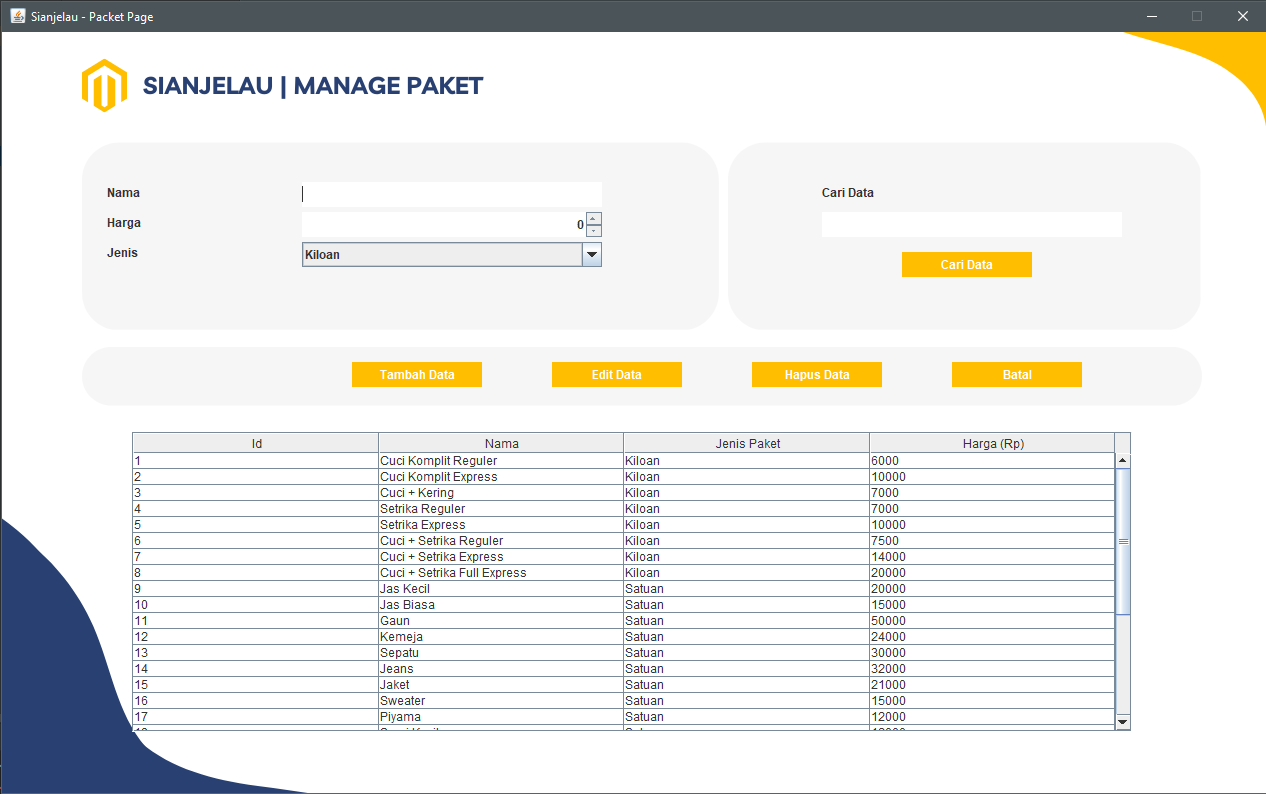 Sianjelau - Packet Page
SIANJELAU | MANAGE PAKET
Nama
Harga
0
Jenis
Kiloan
Cari Data
Cari Data
Tambah Data Edit Data Hapus Data Batal
Id Nama Jenis Paket Harga (Rp)
1 Cuci Komplit Reguler Kiloan 6000
2 Cuci Komplit Express Kiloan 10000
3 Cuci + Kering Kiloan 7000
4 Setrika Reguler Kiloan 7000
5 Setrika Express Kiloan 10000
6 Cuci + Setrika Reguler Kiloan 7500
7 Cuci + Setrika Express Kiloan 14000
8 Cuci + Setrika Full Express Kiloan 20000
9 Jas Kecil Satuan 20000
10 Jas Biasa Satuan 15000
11 Gaun Satuan 50000
12 Kemeja Satuan 24000
13 Sepatu Satuan 30000
14 Jeans Satuan 32000
15 Jaket Satuan 21000
16 Sweater Satuan 15000
17 Piyama Satuan 12000